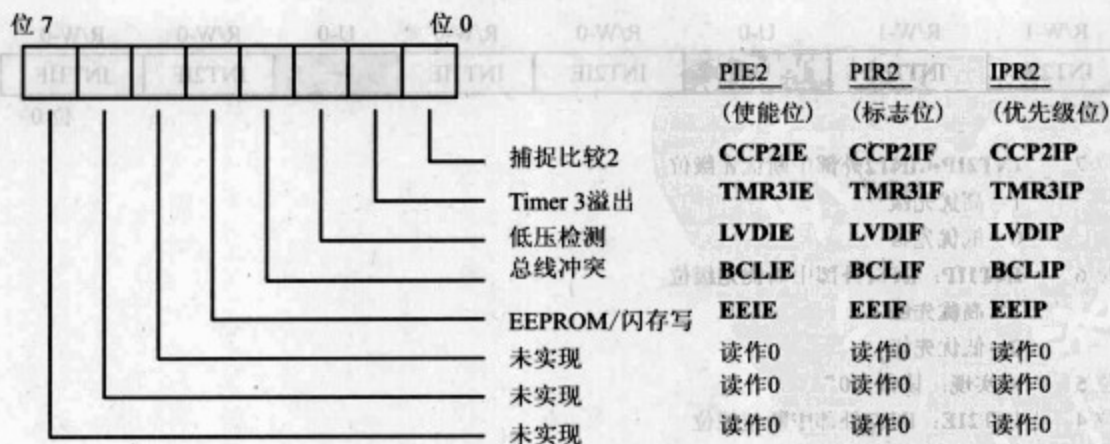 位 7 位 0
PIE2 PIR2 IPR2
(使能位) (标志位) (优先级位)
捕捉比较2 CCP2IE CCP2IF CCP2IP
Timer 3溢出 TMR3IE TMR3IF TMR3IP
低压检测 LVDIE LVDIF LVDIP
总线冲突 BCLIE BCLIF BCLIP
EEPROM/闪存写 EEIE EEIF EEIP
未实现 读作0 读作0 读作0
未实现 读作0 读作0 读作0
未实现 读作0 读作0 读作0